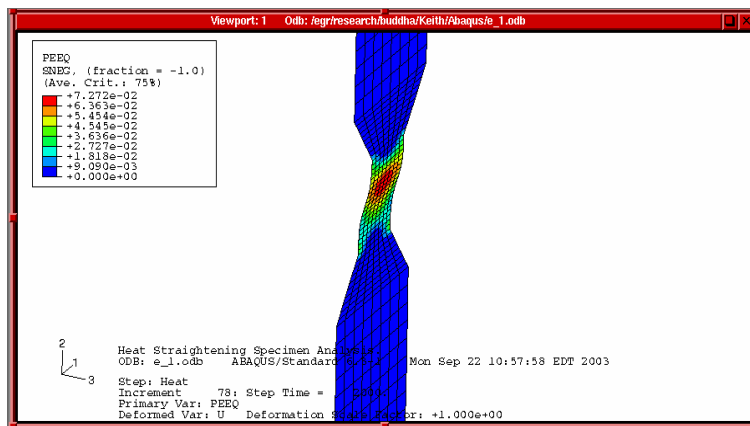 Viewport: 1 Odb: /egr/research/buddha/Keith/Abaqus/e_1.odb
PEEQ
SNEG, (fraction = -1.0)
(Ave. Crit.: 75%)
+7.272e-02
+6.363e-02
+5.454e-02
+4.545e-02
+3.636e-02
+2.727e-02
+1.818e-02
+9.090e-03
+0.000e+00
2
1
3
Heat Straightening Specimen Analysis
ODB: e_1.odb ABAQUS/Standard Mon Sep 22 10:57:58 EDT 2003
Step: Heat
Increment 78: Step Time =
Primary Var: PEEQ
Deformed Var: U Deformation Scale Factor: +1.000e+00